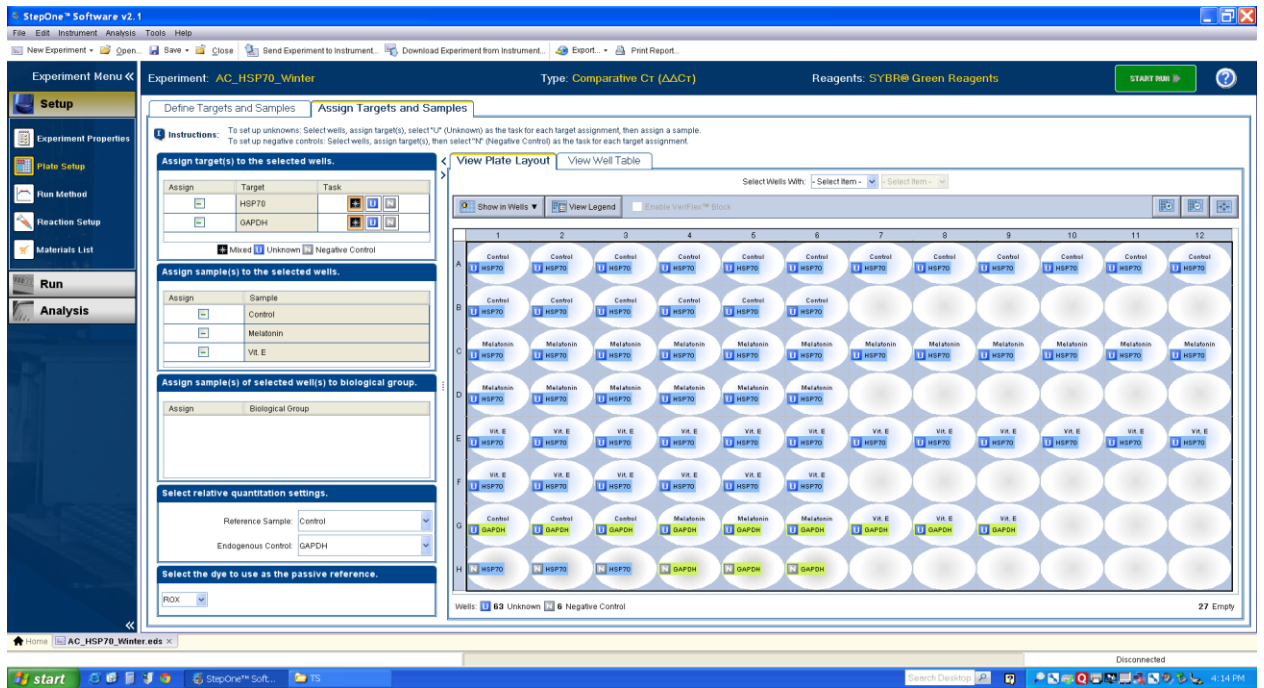 StepOne™ Software v2.1
File Edit Instrument Analysis Tools Help
New Experiment Open... Save Close Send Experiment to Instrument... Download Experiment from Instrument... Export... Print Report...
Experiment Menu «
Experiment: AC_HSP70_Winter Type: Comparative CT (ΔΔCT) Reagents: SYBR® Green Reagents START RUN ?
Setup
Experiment Properties
Plate Setup
Run Method
Reaction Setup
Materials List
Run
Analysis
Define Targets and Samples Assign Targets and Samples
Instructions: To set up unknowns: Select wells, assign target(s), select "U" (Unknown) as the task for each target assignment, then assign a sample.
To set up negative controls: Select wells, assign target(s), then select "N" (Negative Control) as the task for each target assignment.
Assign target(s) to the selected wells.
Assign Target Task
HSP70 U N
GAPDH U N
Mixed U Unknown N Negative Control
Assign sample(s) to the selected wells.
Assign Sample
Control
Melatonin
Vit. E
Assign sample(s) of selected well(s) to biological group.
Assign Biological Group
Select relative quantitation settings.
Reference Sample: Control
Endogenous Control: GAPDH
Select the dye to use as the passive reference.
ROX
View Plate Layout View Well Table
Select Wells With: - Select Item - - Select Item -
Show in Wells ▼ View Legend Enable VeriFlex™ Block
1 2 3 4 5 6 7 8 9 10 11 12
Control Control Control Control Control Control Control Control Control Control Control Control
A U HSP70 U HSP70 U HSP70 U HSP70 U HSP70 U HSP70 U HSP70 U HSP70 U HSP70 U HSP70 U HSP70 U HSP70
Control Control Control Control Control Control
B U HSP70 U HSP70 U HSP70 U HSP70 U HSP70 U HSP70
Melatonin Melatonin Melatonin Melatonin Melatonin Melatonin Melatonin Melatonin Melatonin Melatonin Melatonin Melatonin
C U HSP70 U HSP70 U HSP70 U HSP70 U HSP70 U HSP70 U HSP70 U HSP70 U HSP70 U HSP70 U HSP70 U HSP70
Melatonin Melatonin Melatonin Melatonin Melatonin Melatonin
D U HSP70 U HSP70 U HSP70 U HSP70 U HSP70 U HSP70
Vit. E Vit. E Vit. E Vit. E Vit. E Vit. E Vit. E Vit. E Vit. E Vit. E Vit. E Vit. E
E U HSP70 U HSP70 U HSP70 U HSP70 U HSP70 U HSP70 U HSP70 U HSP70 U HSP70 U HSP70 U HSP70 U HSP70
Vit. E Vit. E Vit. E Vit. E Vit. E Vit. E
F U HSP70 U HSP70 U HSP70 U HSP70 U HSP70 U HSP70
Control Control Control Melatonin Melatonin Melatonin Vit. E Vit. E Vit. E
G U GAPDH U GAPDH U GAPDH U GAPDH U GAPDH U GAPDH U GAPDH U GAPDH U GAPDH
H N HSP70 N HSP70 N HSP70 N GAPDH N GAPDH N GAPDH
Wells: U 63 Unknown N 6 Negative Control 27 Empty
Home AC_HSP70_Winter.eds ×
Disconnected
start StepOne™ Soft... TS Search Desktop 4:14 PM